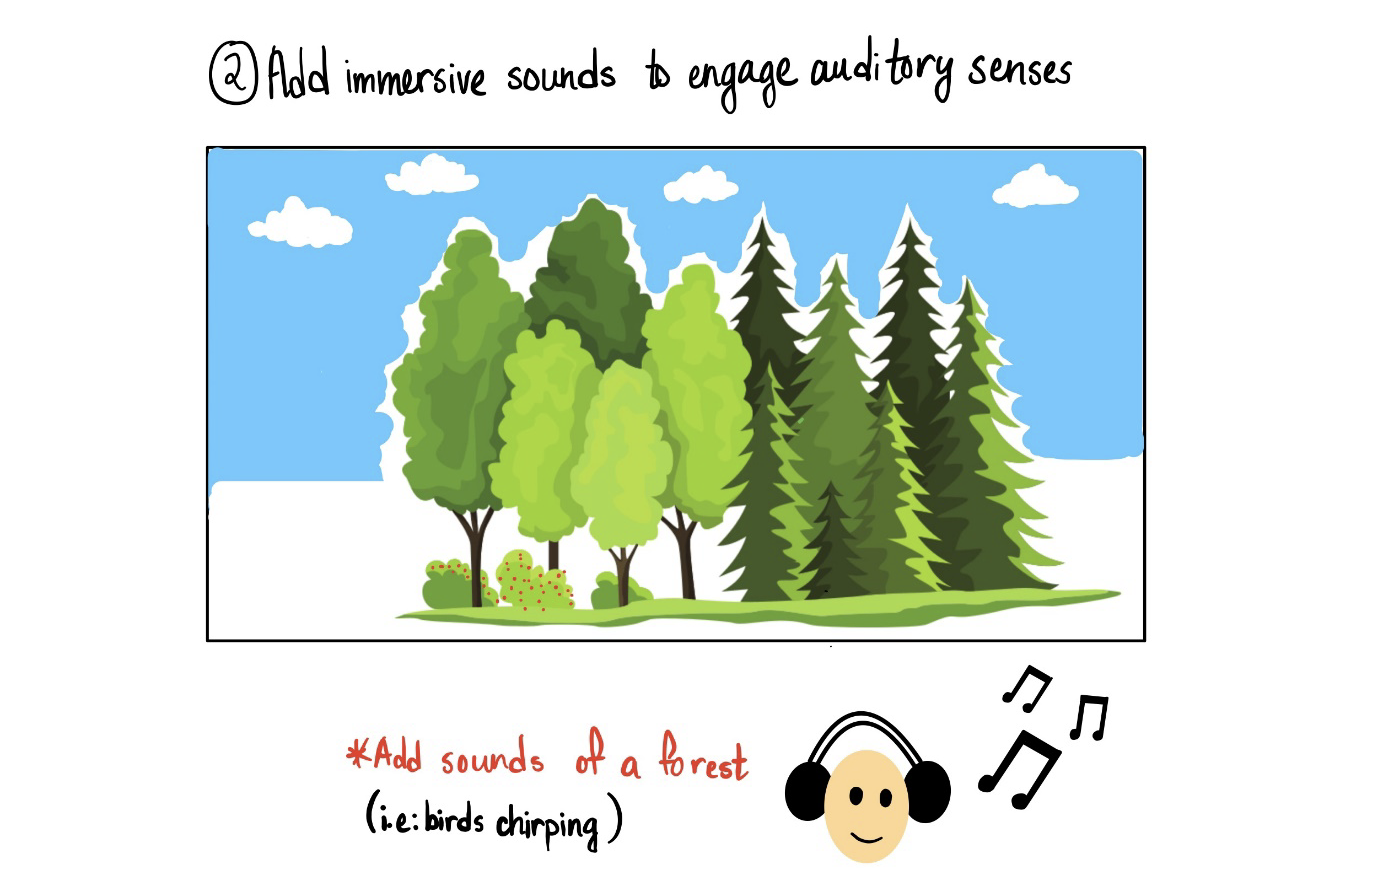 ② Add immersive sounds to engage auditory senses
*Add sounds of a forest
(i.e: birds chirping)